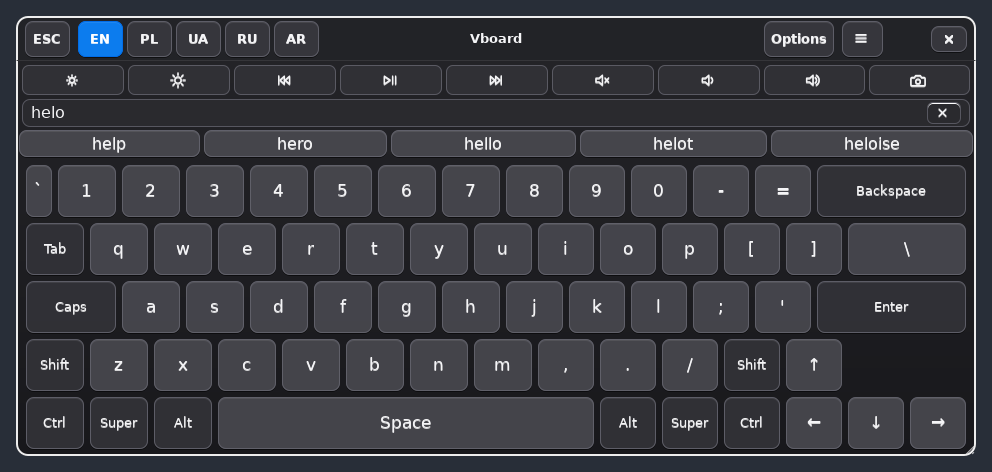 ESC EN PL UA RU AR Vboard Options ≡ ×
helo ×
help hero hello helot heloise
` 1 2 3 4 5 6 7 8 9 0 - = Backspace
Tab q w e r t y u i o p [ ] \
Caps a s d f g h j k l ; ' Enter
Shift z x c v b n m , . / Shift ↑
Ctrl Super Alt Space Alt Super Ctrl ← ↓ →